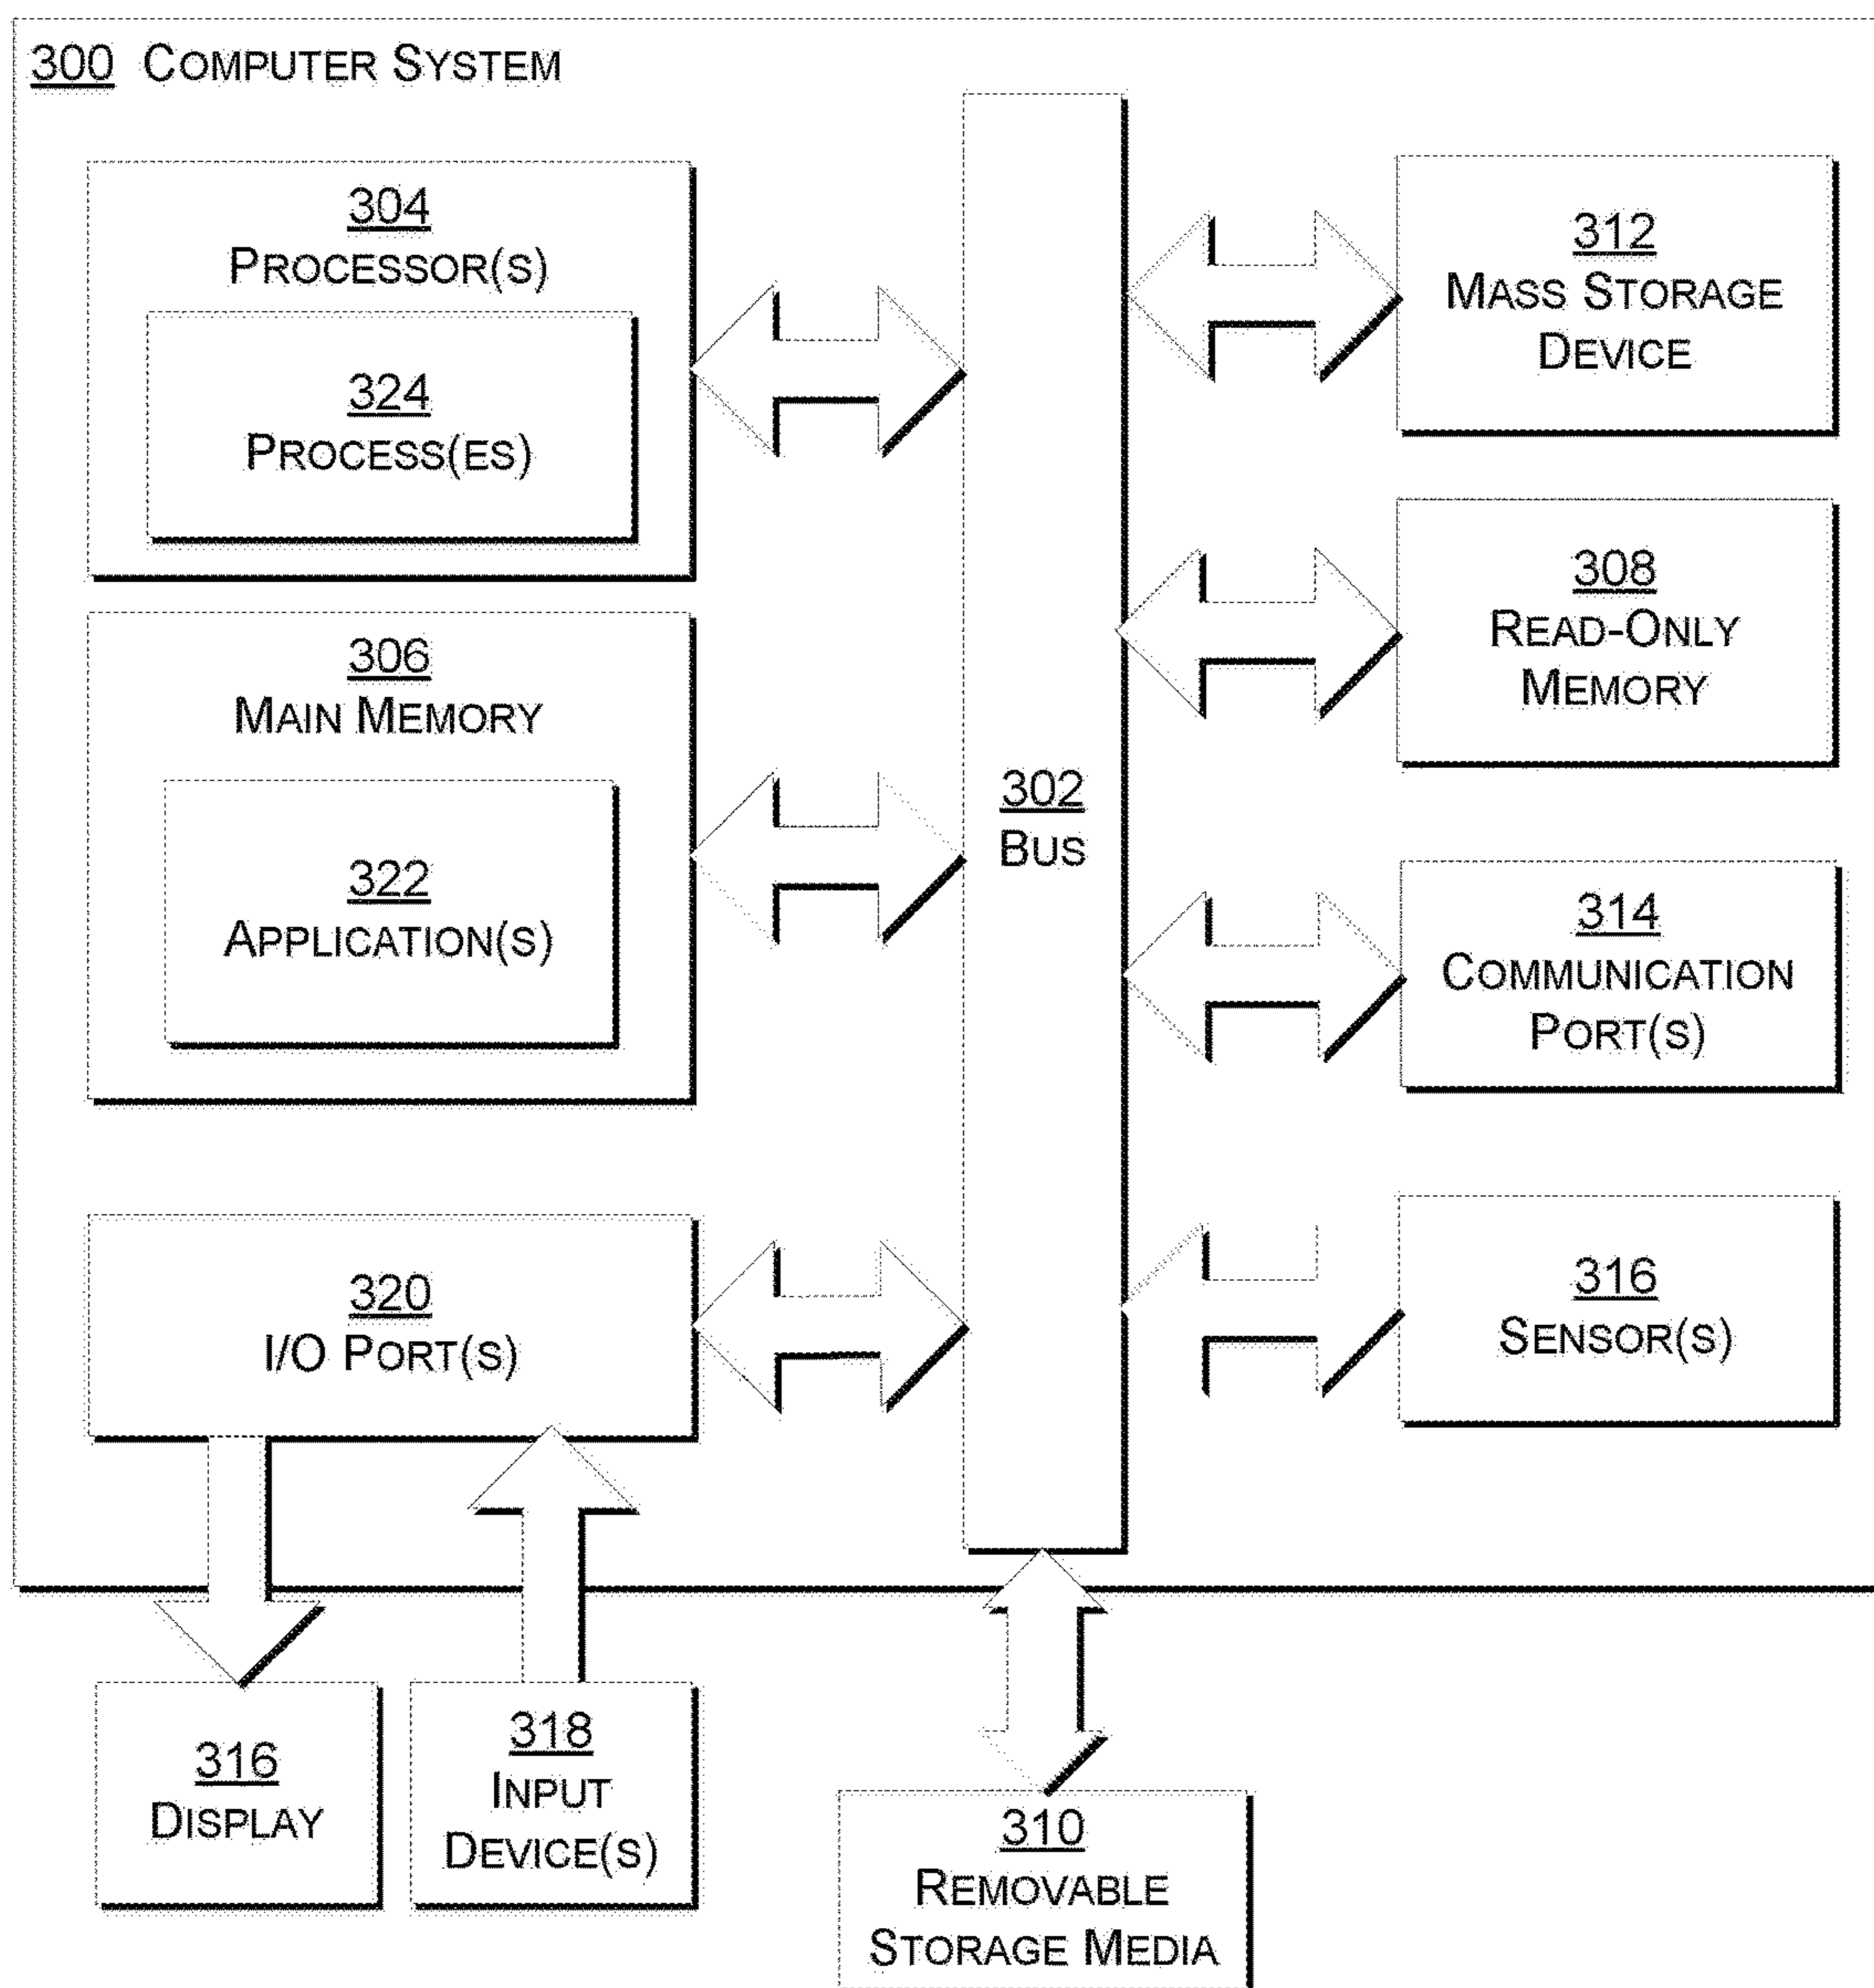 300 COMPUTER SYSTEM
304
PROCESSOR(S)
324
PROCESS(ES)
306
MAIN MEMORY
322
APPLICATION(S)
320
I/O PORT(S)
302
BUS
312
MASS STORAGE
DEVICE
308
READ-ONLY
MEMORY
314
COMMUNICATION
PORT(S)
316
SENSOR(S)
316
DISPLAY
318
INPUT
DEVICE(S)
310
REMOVABLE
STORAGE MEDIA